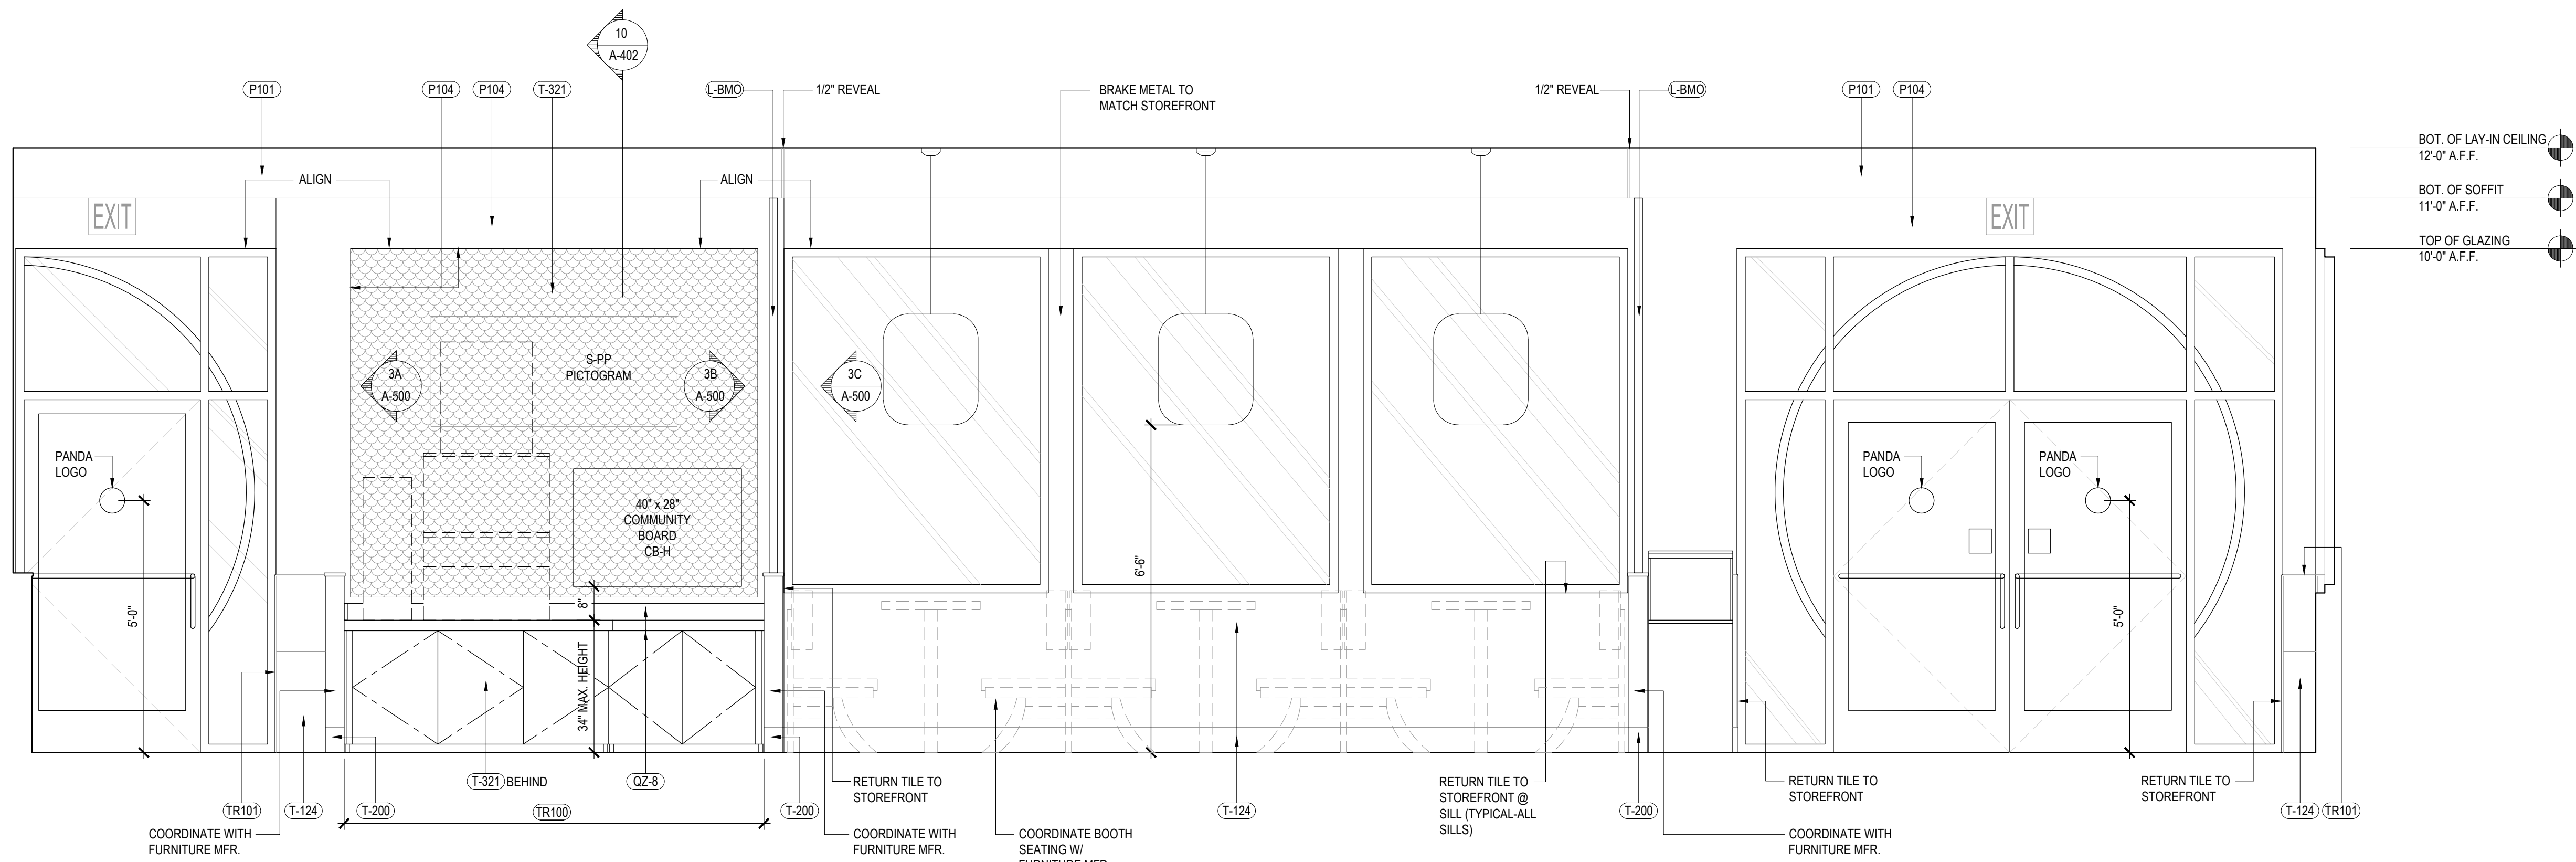 10
A-402
P101
P104
P104
T-321
L-BMO
1/2" REVEAL
BRAKE METAL TO
MATCH STOREFRONT
1/2" REVEAL
L-BMO
P101
P104
BOT. OF LAY-IN CEILING
12'-0" A.F.F.
BOT. OF SOFFIT
11'-0" A.F.F.
TOP OF GLAZING
10'-0" A.F.F.
ALIGN
ALIGN
EXIT
EXIT
S-PP
PICTOGRAM
3A
A-500
3B
A-500
3C
A-500
PANDA
LOGO
40" x 28"
COMMUNITY
BOARD
CB-H
PANDA
LOGO
PANDA
LOGO
5'-0"
8"
34" MAX. HEIGHT
6'-6"
5'-0"
TR101
T-124
T-200
T-321 BEHIND
TR100
QZ-8
T-200
RETURN TILE TO
STOREFRONT
T-124
RETURN TILE TO
STOREFRONT @
SILL (TYPICAL-ALL
SILLS)
T-200
RETURN TILE TO
STOREFRONT
RETURN TILE TO
STOREFRONT
T-124
TR101
COORDINATE WITH
FURNITURE MFR.
COORDINATE WITH
FURNITURE MFR.
COORDINATE BOOTH
SEATING W/
FURNITURE MFR.
COORDINATE WITH
FURNITURE MFR.